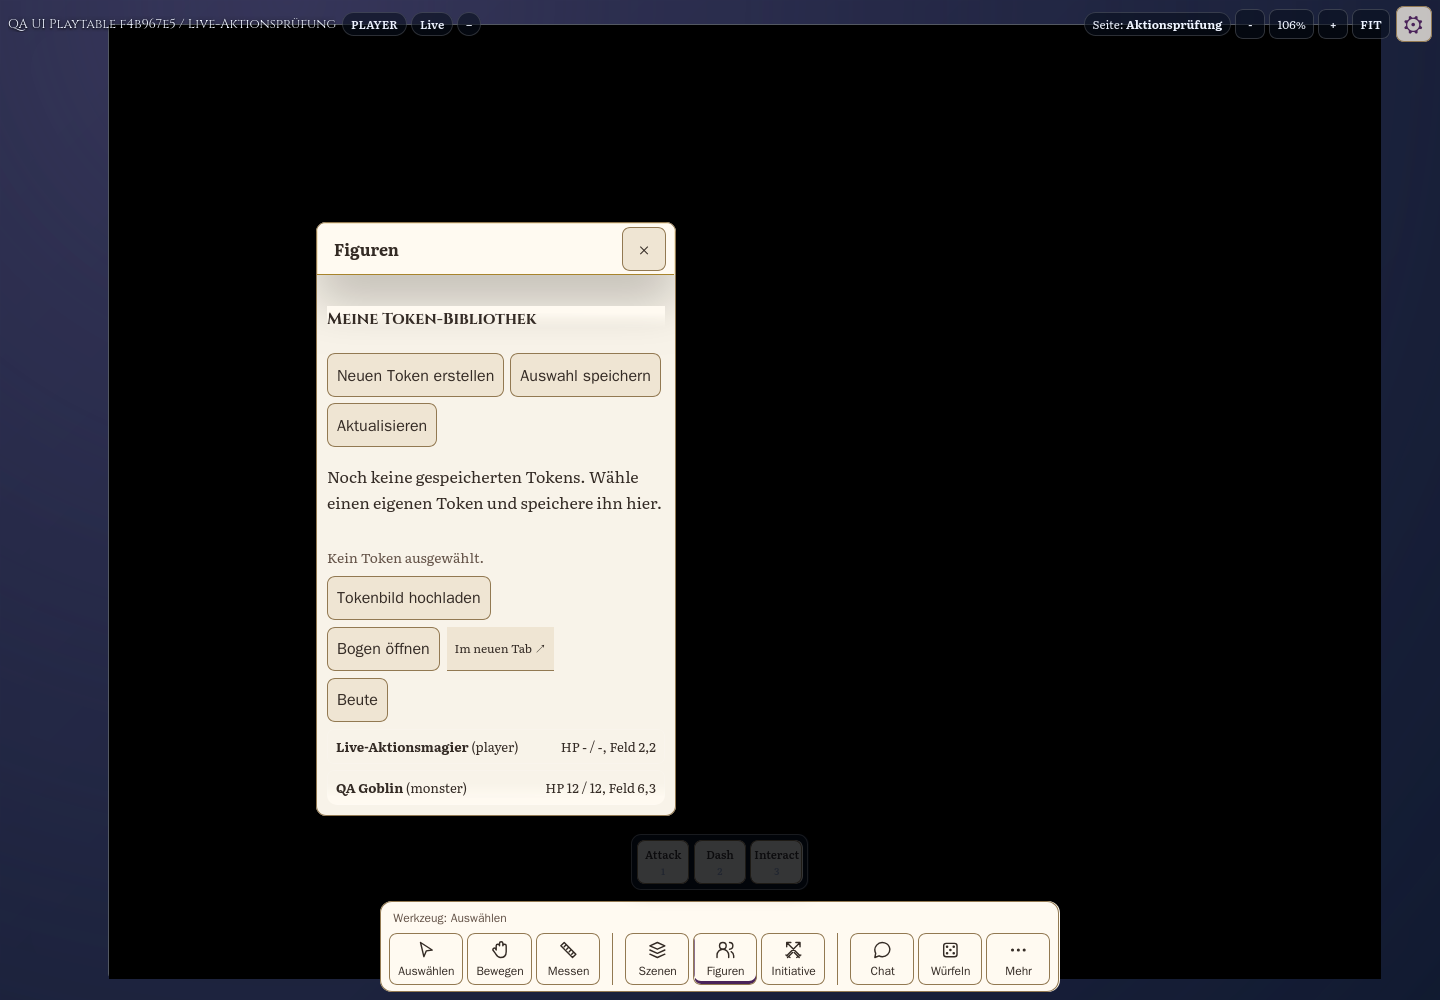 QA UI Playtable f4b967e5 / Live-Aktionsprüfung PLAYER Live – Seite: Aktionsprüfung - 106% + FIT
Figuren ×
Meine Token-Bibliothek
Neuen Token erstellen Auswahl speichern
Aktualisieren
Noch keine gespeicherten Tokens. Wähle
einen eigenen Token und speichere ihn hier.
Kein Token ausgewählt.
Tokenbild hochladen
Bogen öffnen Im neuen Tab ↗
Beute
Live-Aktionsmagier (player) HP - / -, Feld 2,2
QA Goblin (monster) HP 12 / 12, Feld 6,3
Attack Dash Interact
1 2 3
Werkzeug: Auswählen
Auswählen Bewegen Messen Szenen Figuren Initiative Chat Würfeln Mehr